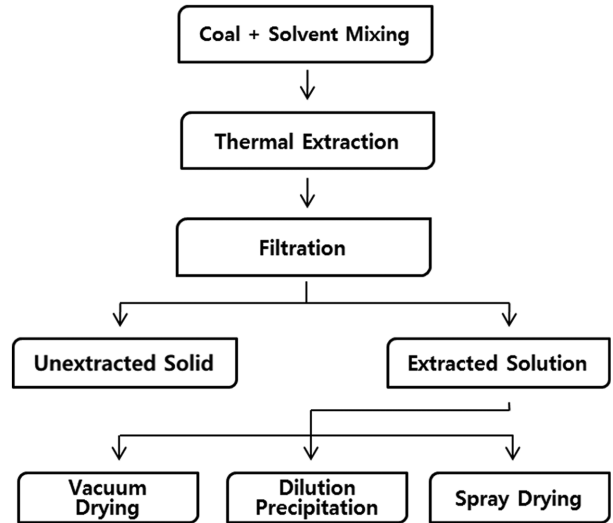 Coal + Solvent Mixing
Thermal Extraction
Filtration
Unextracted Solid
Extracted Solution
Vacuum
Drying
Dilution
Precipitation
Spray Drying